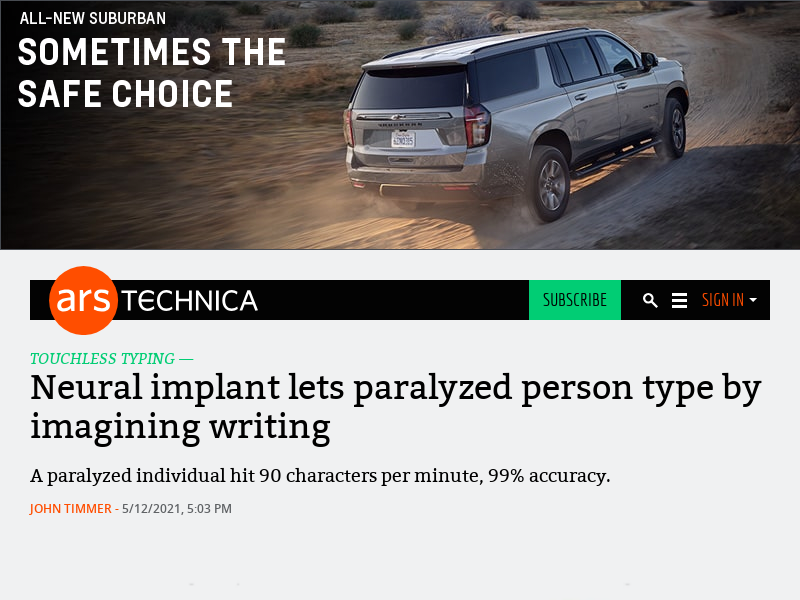 ALL-NEW SUBURBAN
SOMETIMES THE
SAFE CHOICE
ars TECHNICA
SUBSCRIBE
SIGN IN
TOUCHLESS TYPING —
Neural implant lets paralyzed person type by
imagining writing
A paralyzed individual hit 90 characters per minute, 99% accuracy.
JOHN TIMMER - 5/12/2021, 5:03 PM